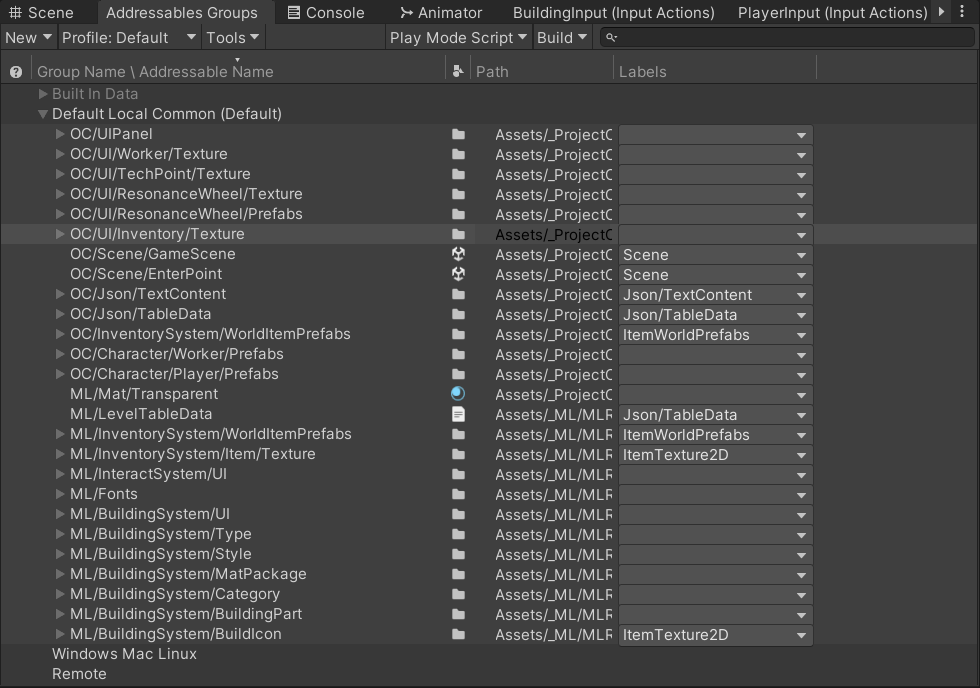 Scene Addressables Groups Console Animator BuildingInput (Input Actions) PlayerInput (Input Actions)
New Profile: Default Tools Play Mode Script Build
Group Name \ Addressable Name Path Labels
Built In Data
Default Local Common (Default)
OC/UIPanel Assets/_ProjectC
OC/UI/Worker/Texture Assets/_ProjectC
OC/UI/TechPoint/Texture Assets/_ProjectC
OC/UI/ResonanceWheel/Texture Assets/_ProjectC
OC/UI/ResonanceWheel/Prefabs Assets/_ProjectC
OC/UI/Inventory/Texture Assets/_ProjectC
OC/Scene/GameScene Assets/_ProjectC Scene
OC/Scene/EnterPoint Assets/_ProjectC Scene
OC/Json/TextContent Assets/_ProjectC Json/TextContent
OC/Json/TableData Assets/_ProjectC Json/TableData
OC/InventorySystem/WorldItemPrefabs Assets/_ProjectC ItemWorldPrefabs
OC/Character/Worker/Prefabs Assets/_ProjectC
OC/Character/Player/Prefabs Assets/_ProjectC
ML/Mat/Transparent Assets/_ProjectC
ML/LevelTableData Assets/_ML/MLR Json/TableData
ML/InventorySystem/WorldItemPrefabs Assets/_ML/MLR ItemWorldPrefabs
ML/InventorySystem/Item/Texture Assets/_ML/MLR ItemTexture2D
ML/InteractSystem/UI Assets/_ML/MLR
ML/Fonts Assets/_ML/MLR
ML/BuildingSystem/UI Assets/_ML/MLR
ML/BuildingSystem/Type Assets/_ML/MLR
ML/BuildingSystem/Style Assets/_ML/MLR
ML/BuildingSystem/MatPackage Assets/_ML/MLR
ML/BuildingSystem/Category Assets/_ML/MLR
ML/BuildingSystem/BuildingPart Assets/_ML/MLR
ML/BuildingSystem/BuildIcon Assets/_ML/MLR ItemTexture2D
Windows Mac Linux
Remote